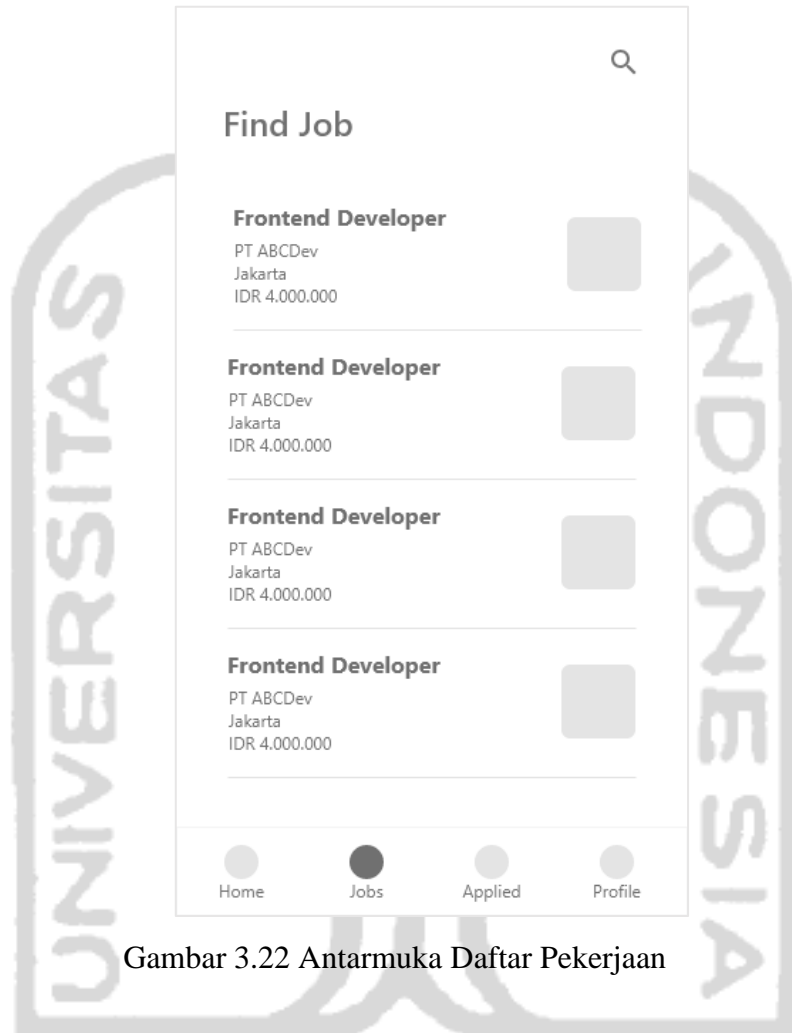 Find Job
Frontend Developer
PT ABCDev
Jakarta
IDR 4.000.000
Frontend Developer
PT ABCDev
Jakarta
IDR 4.000.000
Frontend Developer
PT ABCDev
Jakarta
IDR 4.000.000
Frontend Developer
PT ABCDev
Jakarta
IDR 4.000.000
Home Jobs Applied Profile
Gambar 3.22 Antarmuka Daftar Pekerjaan
UNIVERSITAS
NDONESIA